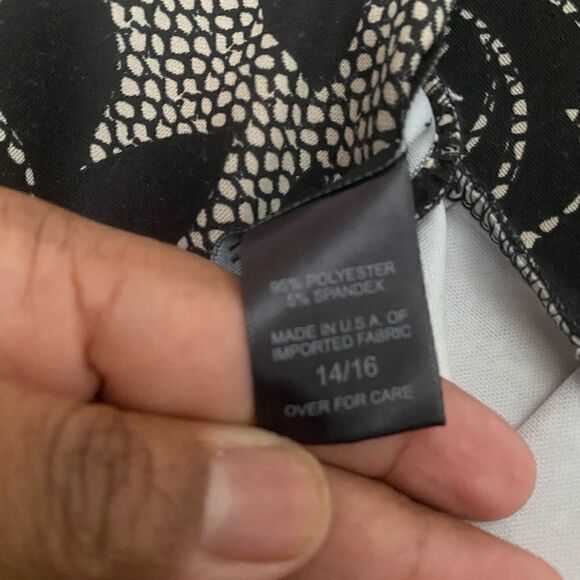 95% POLYESTER
5% SPANDEX
MADE IN U.S.A. OF
IMPORTED FABRIC
14/16
OVER FOR CARE